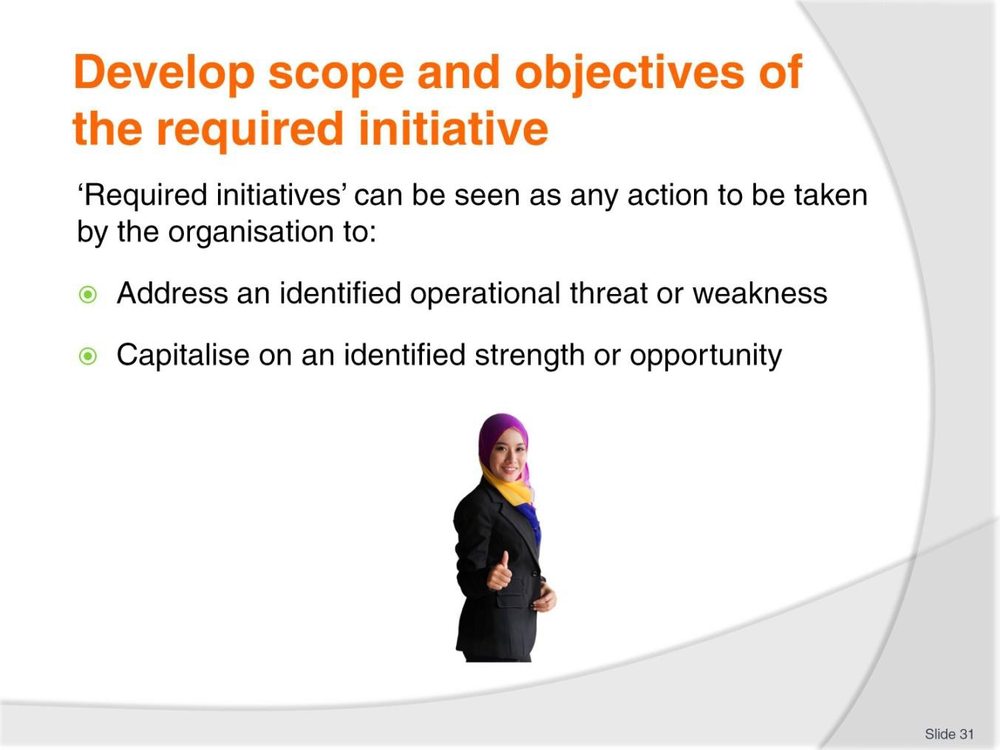 Develop scope and objectives of
the required initiative
‘Required initiatives’ can be seen as any action to be taken
by the organisation to:
Address an identified operational threat or weakness
Capitalise on an identified strength or opportunity
Slide 31